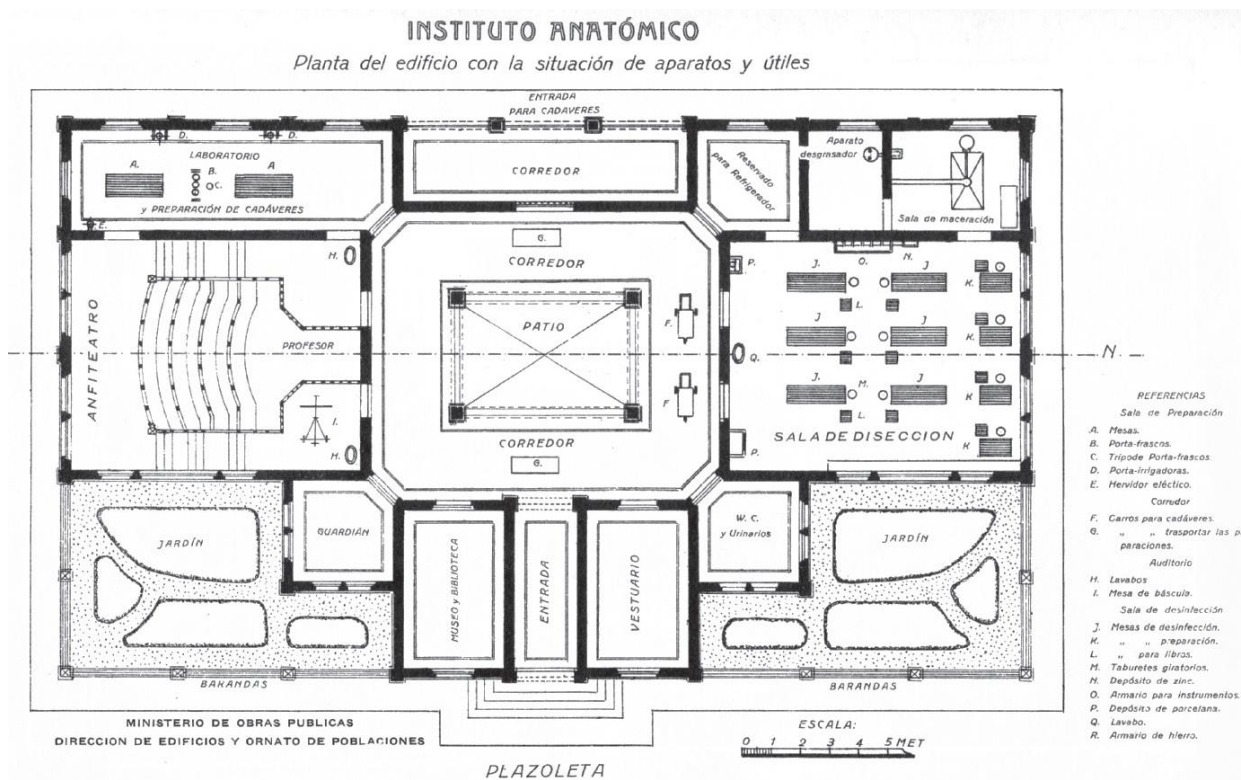 INSTITUTO ANATÓMICO
Planta del edificio con la situación de aparatos y útiles
ENTRADA
PARA CADAVERES
D.
D.
LABORATORIO
A.
B.
A
C.
y PREPARACIÓN DE CADÁVERES
E.
CORREDOR
Reservado
para Refrigerador
Aparato
desgrasador
Sala de maceración
ANFITEATRO
H.
PROFESOR
I.
H.
G.
CORREDOR
PATIO
F.
F
CORREDOR
G.
P.
O.
N.
J.
J
K.
L.
J
J
K.
Q.
J.
M.
J
K
L.
SALA DE DISECCION
K
P.
N
JARDÍN
GUARDIÁN
MUSEO y BIBLIOTECA
ENTRADA
VESTUARIO
W. C.
y Urinarios
JARDÍN
BARANDAS
BARANDAS
MINISTERIO DE OBRAS PUBLICAS
DIRECCION DE EDIFICIOS Y ORNATO DE POBLACIONES
ESCALA:
0 1 2 3 4 5 MET
PLAZOLETA
REFERENCIAS
Sala de Preparación
A. Mesas.
B. Porta-frascos.
C. Trípode Porta-frascos
D. Porta-irrigadoras.
E. Hervidor eléctico.
Corredor
F. Carros para cadáveres.
G. „ „ trasportar las p
paraciones.
Auditorio
H. Lavabos
I. Mesa de báscula.
Sala de desinfección
J. Mesas de desinfección.
K. „ „ preparación.
L. „ para libros.
M. Taburetes giratorios.
N. Depósito de zinc.
O. Armario para instrumentos.
P. Depósito de porcelana.
Q. Lavabo.
R. Armario de hierro.